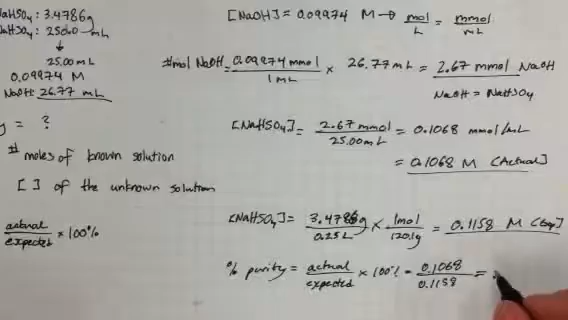 NaHSO₄: 3.4786g
NaHSO₄: 250.0 mL
↓
25.00 mL
0.09974 M
NaOH: 26.77 mL
y = ?
# moles of known solution
[ ] of the unknown solution
actual/expected × 100%
[NaOH] = 0.09974 M → mol/L = mmol/mL
#mol NaOH = 0.09974 mmol/1 mL × 26.77 mL = 2.67 mmol NaOH
NaOH = NaHSO₄
[NaHSO₄] = 2.67 mmol/25.00 mL = 0.1068 mmol/mL
= 0.1068 M (Actual)
[NaHSO₄] = 3.4786g/0.25 L × 1mol/120.1g = 0.1158 M (Exp)
% purity = actual/expected × 100% = 0.1068/0.1158 =